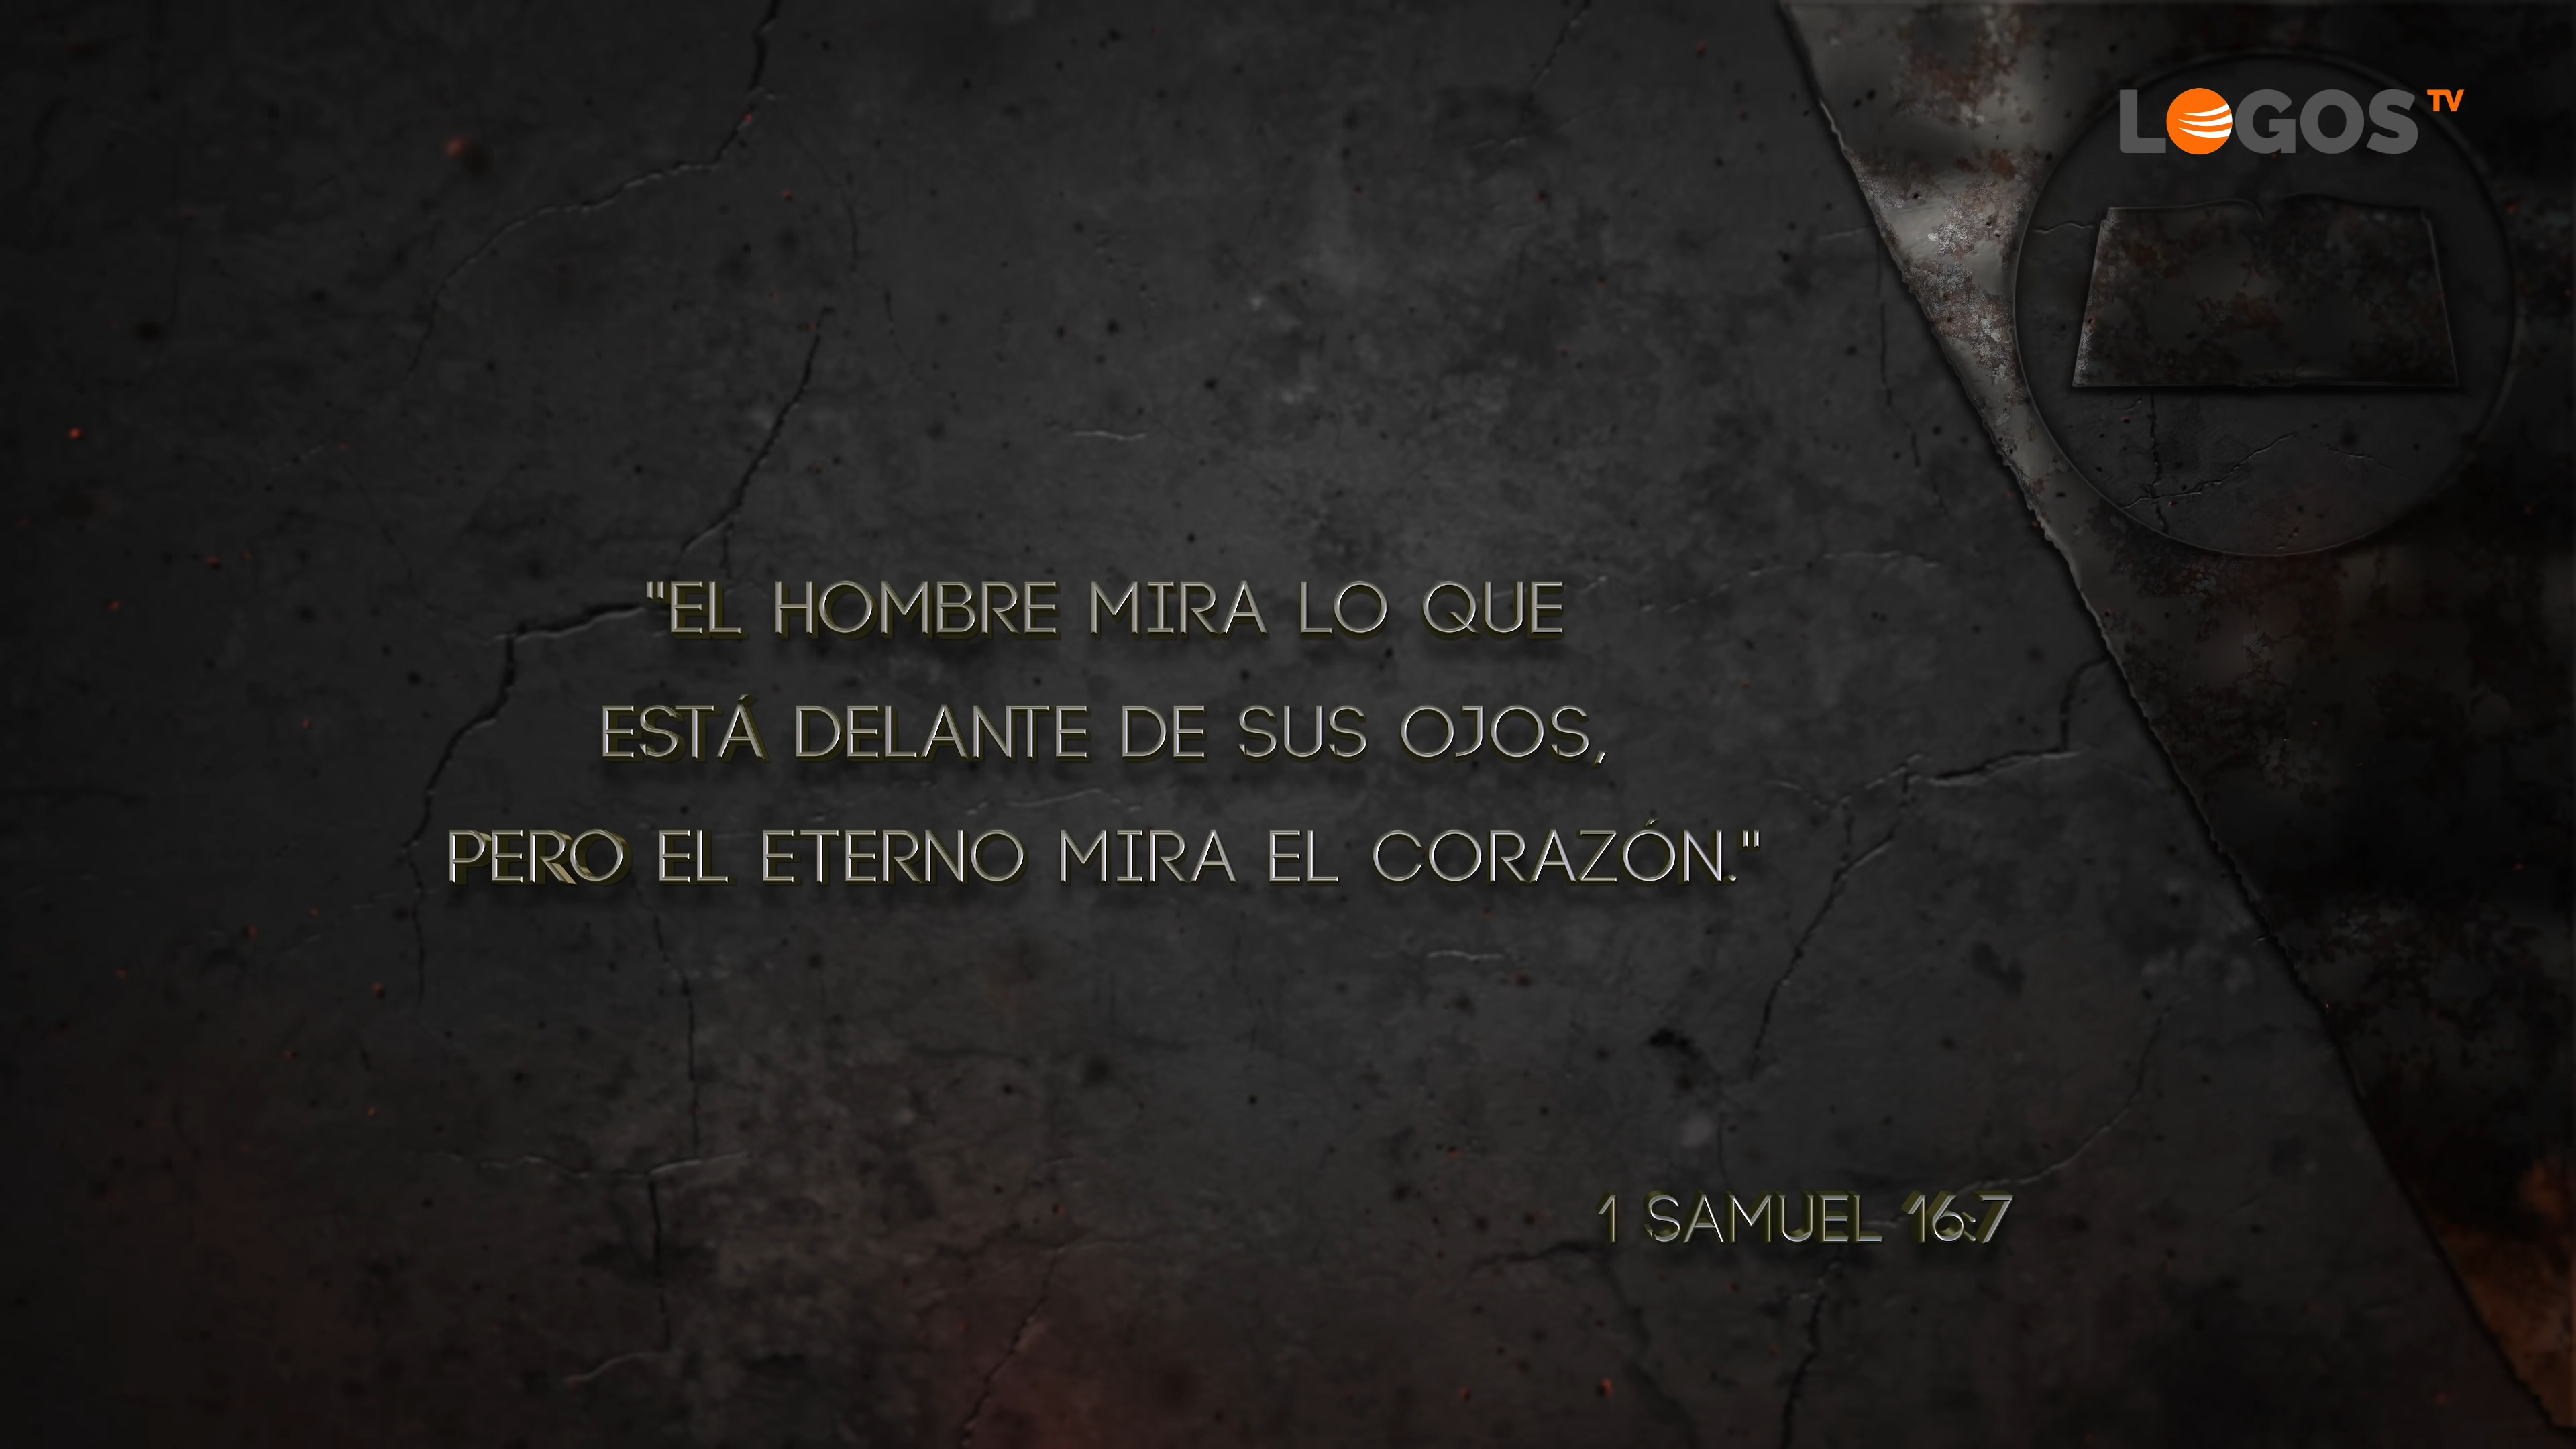 LOGOS TV
"EL HOMBRE MIRA LO QUE
ESTÁ DELANTE DE SUS OJOS,
PERO EL ETERNO MIRA EL CORAZÓN."
1 SAMUEL 16:7